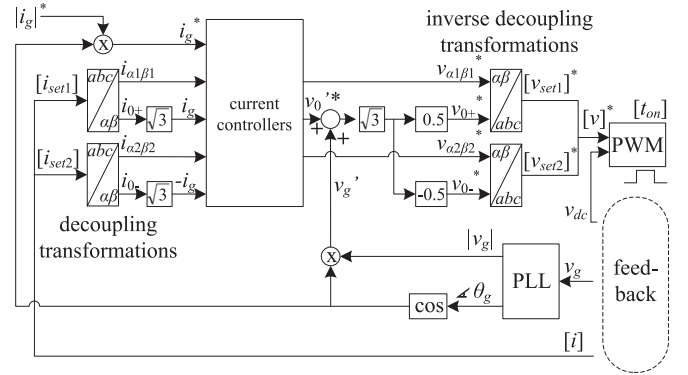 |i_g|*
x
i_g*
inverse decoupling
transformations
[i_set1]
abc
αβ
i_α1β1
i_0+
√3
i_g
[i_set2]
abc
αβ
i_α2β2
i_0-
√3
-i_g
decoupling
transformations
current
controllers
v_0'*
+
+
√3
v_α1β1*
0.5
v_0+*
v_α2β2*
-0.5
v_0-*
αβ
abc
[v_set1]*
αβ
abc
[v_set2]*
[v]*
[t_on]
PWM
v_dc
v_g'
x
|v_g|
PLL
v_g
feed-
back
cos
∡θ_g
[i]